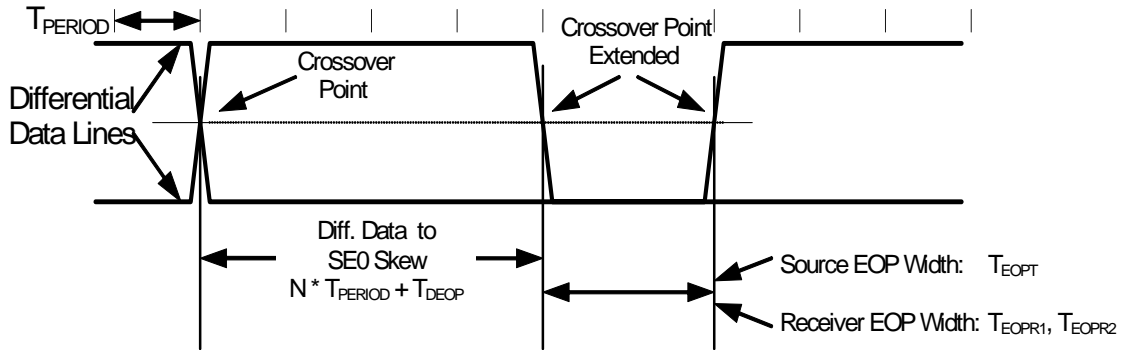 TPERIOD
Differential
Data Lines
Crossover
Point
Crossover Point
Extended
Diff. Data to
SE0 Skew
N * TPERIOD + TDEOP
Source EOP Width: TEOPT
Receiver EOP Width: TEOPR1, TEOPR2